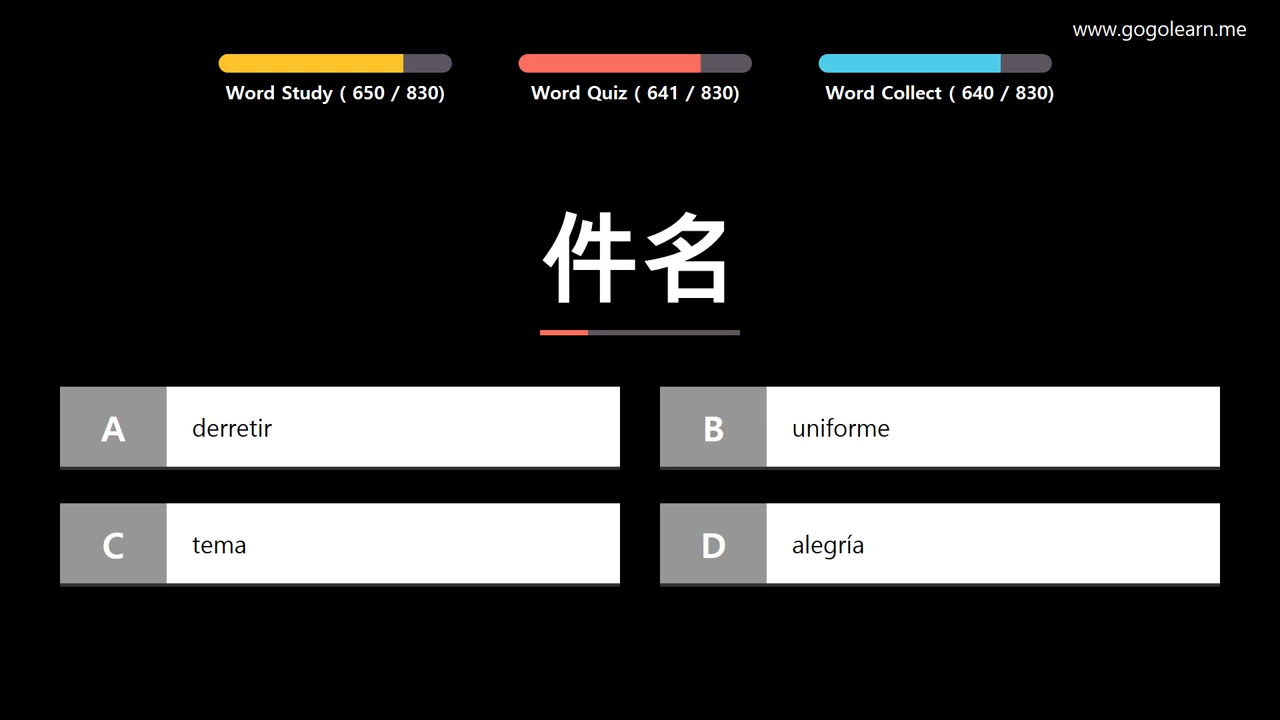 www.gogolearn.me
Word Study ( 650 / 830)
Word Quiz ( 641 / 830)
Word Collect ( 640 / 830)
件名
A derretir
B uniforme
C tema
D alegría